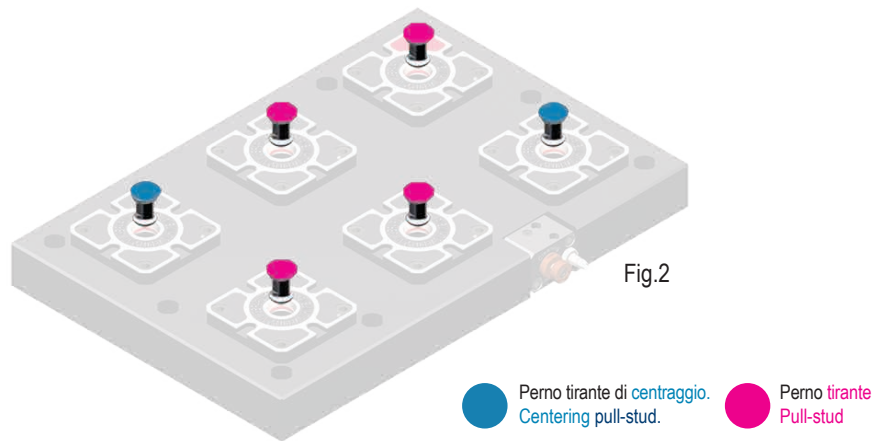 Fig.2
Perno tirante di centraggio.
Centering pull-stud.
Perno tirante
Pull-stud